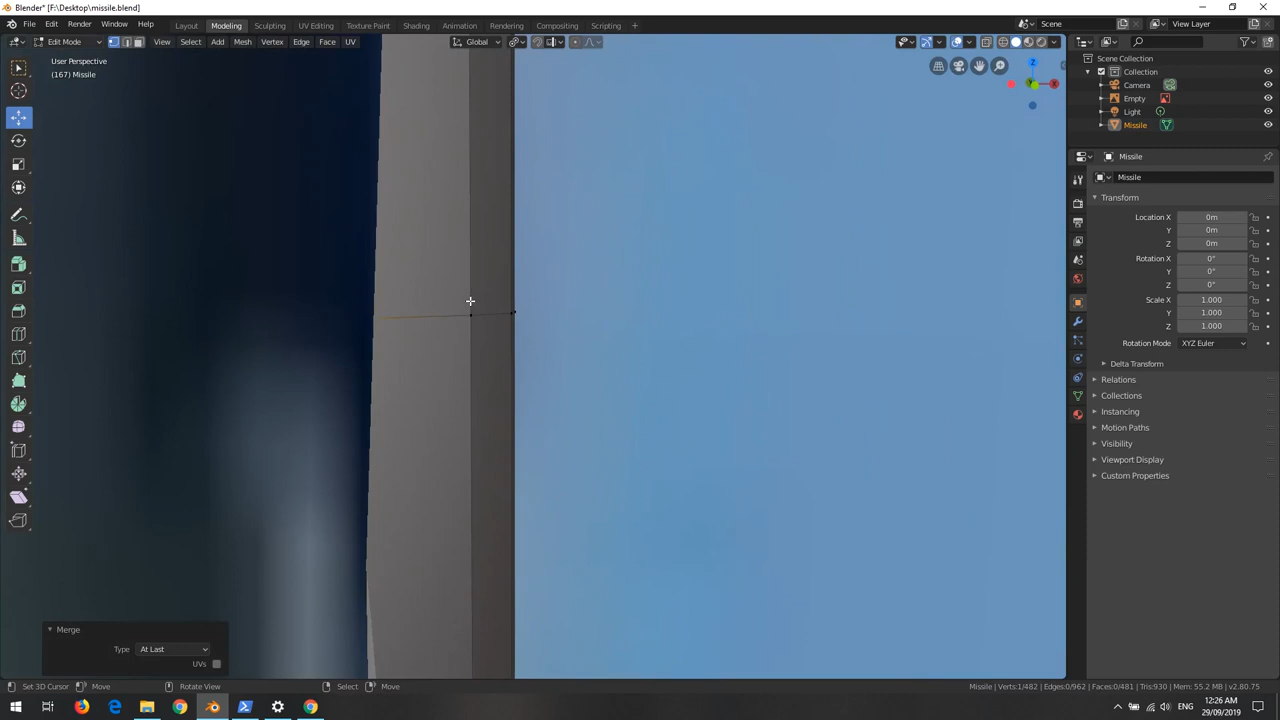 Blender* [F:\Desktop\missile.blend]
File Edit Render Window Help Layout Modeling Sculpting UV Editing Texture Paint Shading Animation Rendering Compositing Scripting + Scene View Layer
Edit Mode View Select Add Mesh Vertex Edge Face UV Global
User Perspective
(167) Missile
Z
X
Y
Scene Collection
Collection
Camera
Empty
Light
Missile
Missile
Missile
Transform
Location X 0m
Y 0m
Z 0m
Rotation X 0°
Y 0°
Z 0°
Scale X 1.000
Y 1.000
Z 1.000
Rotation Mode XYZ Euler
Delta Transform
Relations
Collections
Instancing
Motion Paths
Visibility
Viewport Display
Custom Properties
Merge
Type At Last
UVs
Set 3D Cursor Move Rotate View Select Move Missile | Verts:1/482 | Edges:0/962 | Faces:0/481 | Tris:930 | Mem: 55.2 MB | v2.80.75
ENG 12:26 AM
29/09/2019